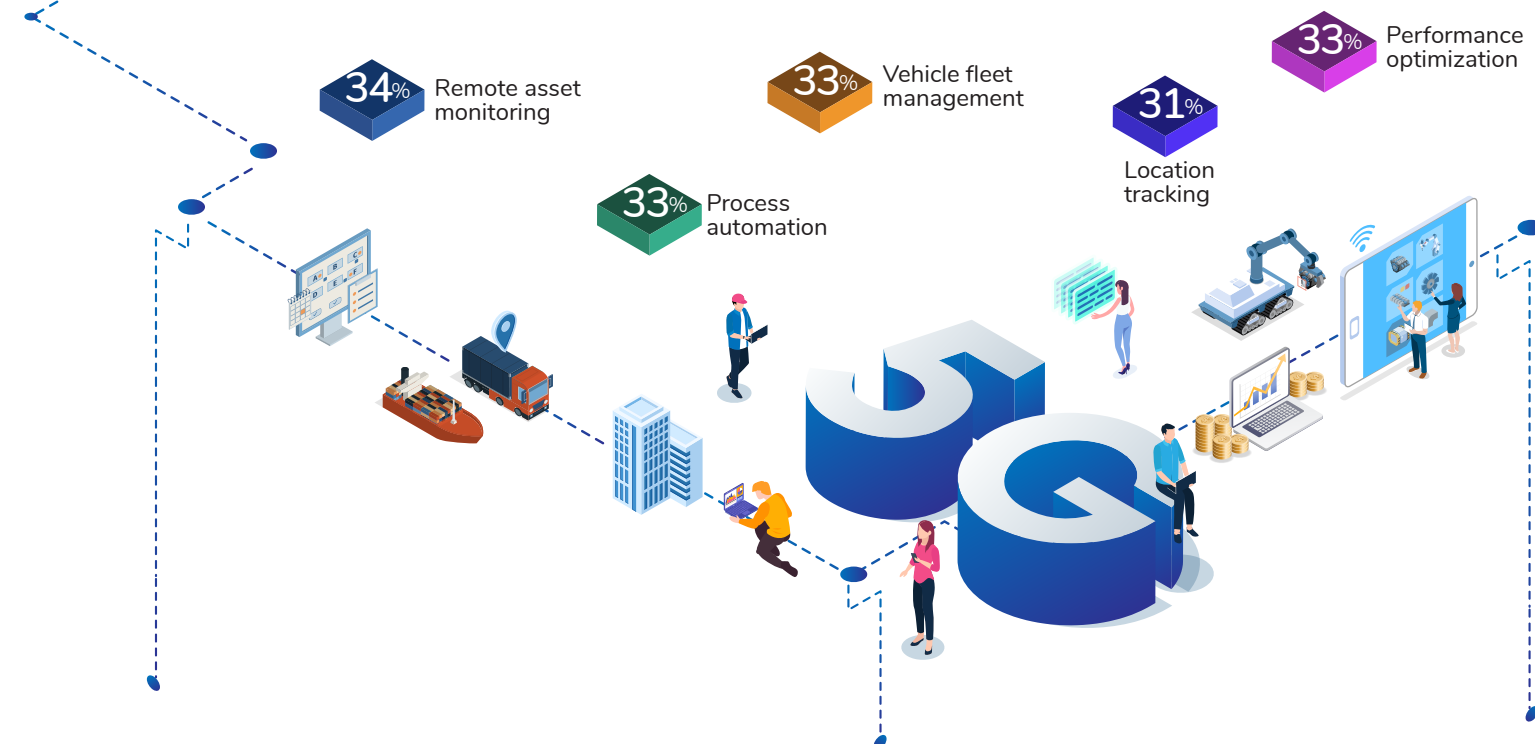 34%
Remote asset
monitoring
33%
Process
automation
33%
Vehicle fleet
management
31%
Location
tracking
33%
Performance
optimization
A
B
C
D
E
F
5G